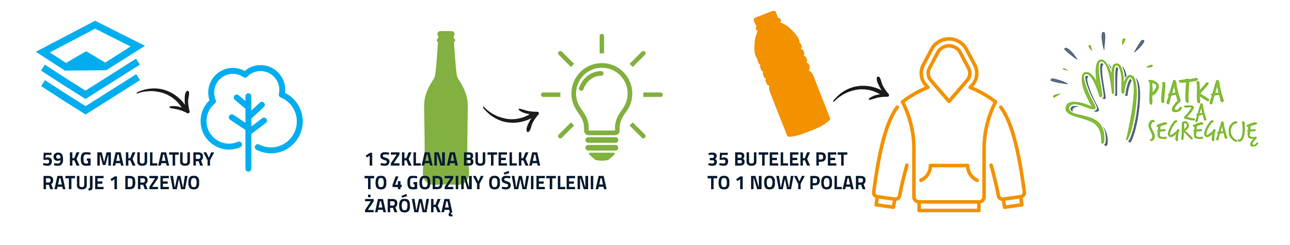 59 KG MAKULATURY
RATUJE 1 DRZEWO
1 SZKLANA BUTELKA
TO 4 GODZINY OŚWIETLENIA
ŻARÓWKĄ
35 BUTELEK PET
TO 1 NOWY POLAR
PIĄTKA
ZA
SEGREGACJĘ